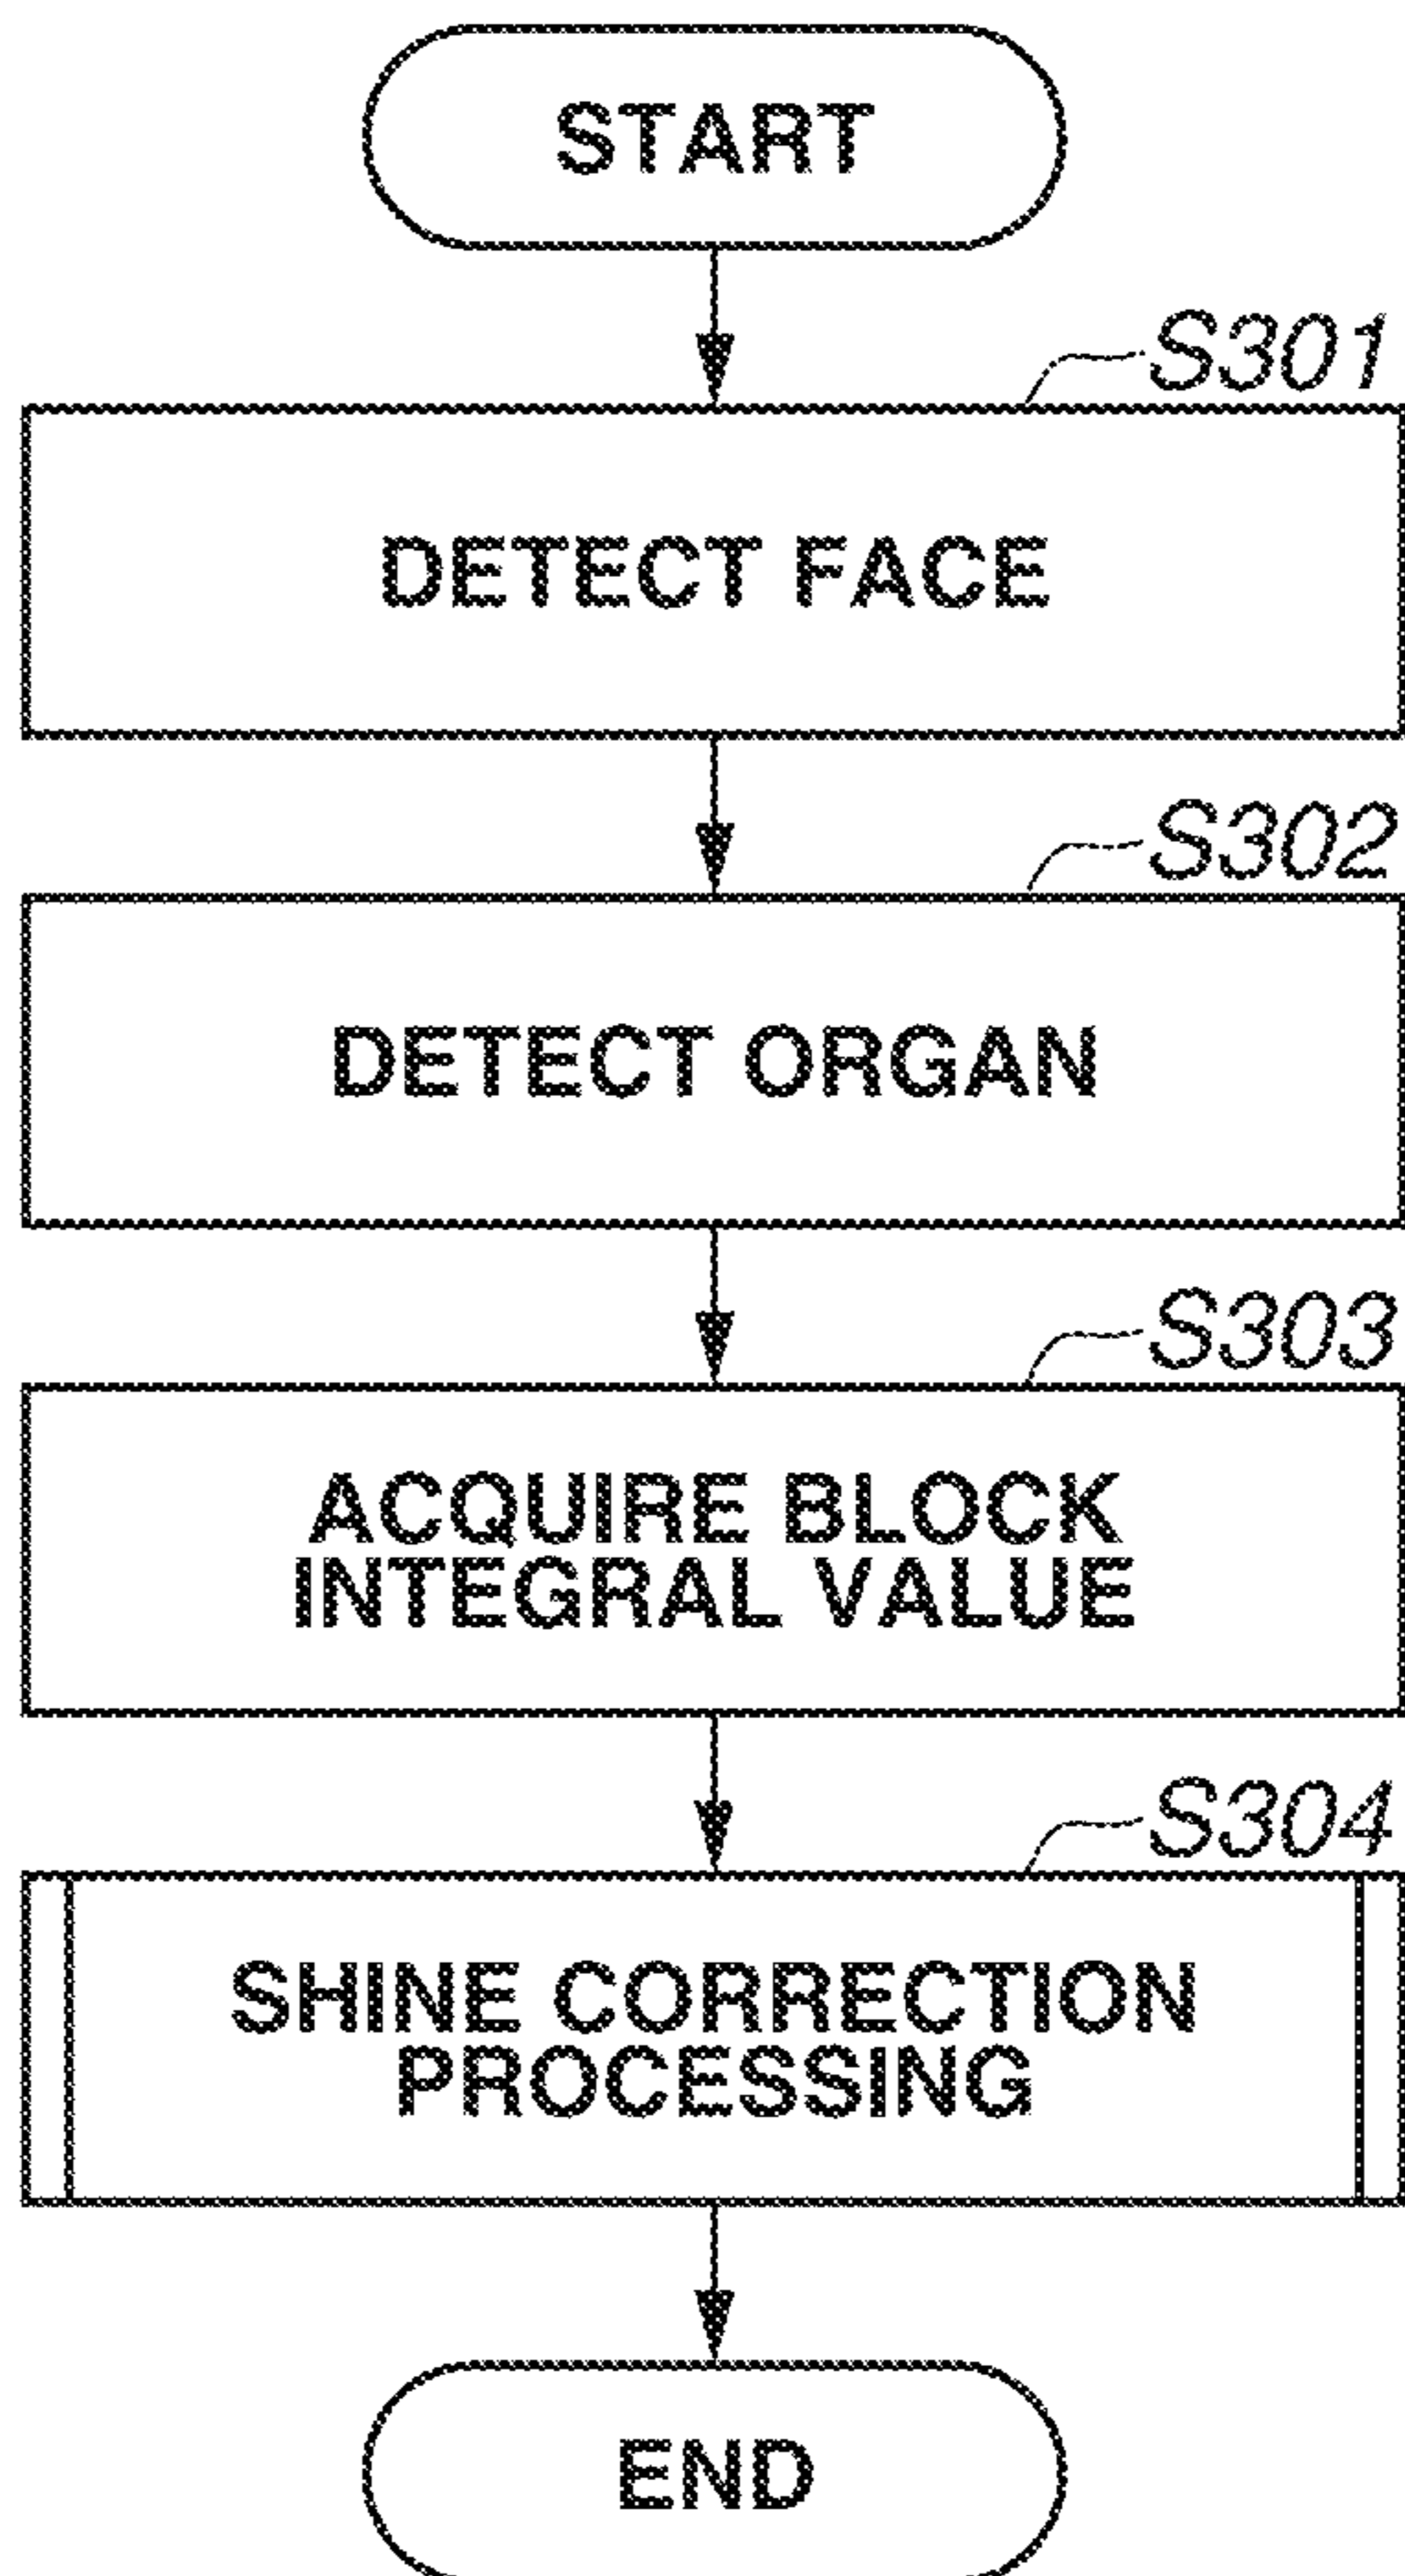 START
S301
DETECT FACE
S302
DETECT ORGAN
S303
ACQUIRE BLOCK
INTEGRAL VALUE
S304
SHINE CORRECTION
PROCESSING
END